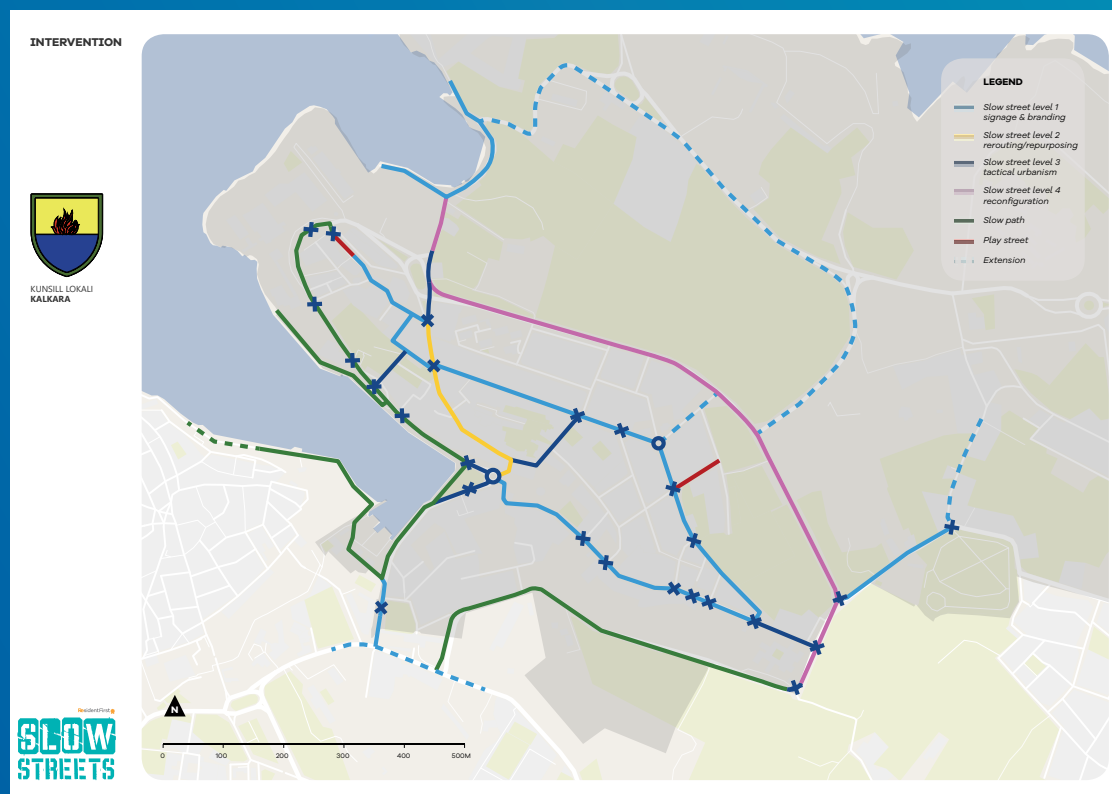 INTERVENTION
LEGEND
Slow street level 1
signage & branding
Slow street level 2
rerouting/repurposing
Slow street level 3
tactical urbanism
Slow street level 4
reconfiguration
Slow path
Play street
Extension
KUNSILL LOKALI
KALKARA
ResidentFirst
SLOW
STREETS
N
0 100 200 300 400 500M